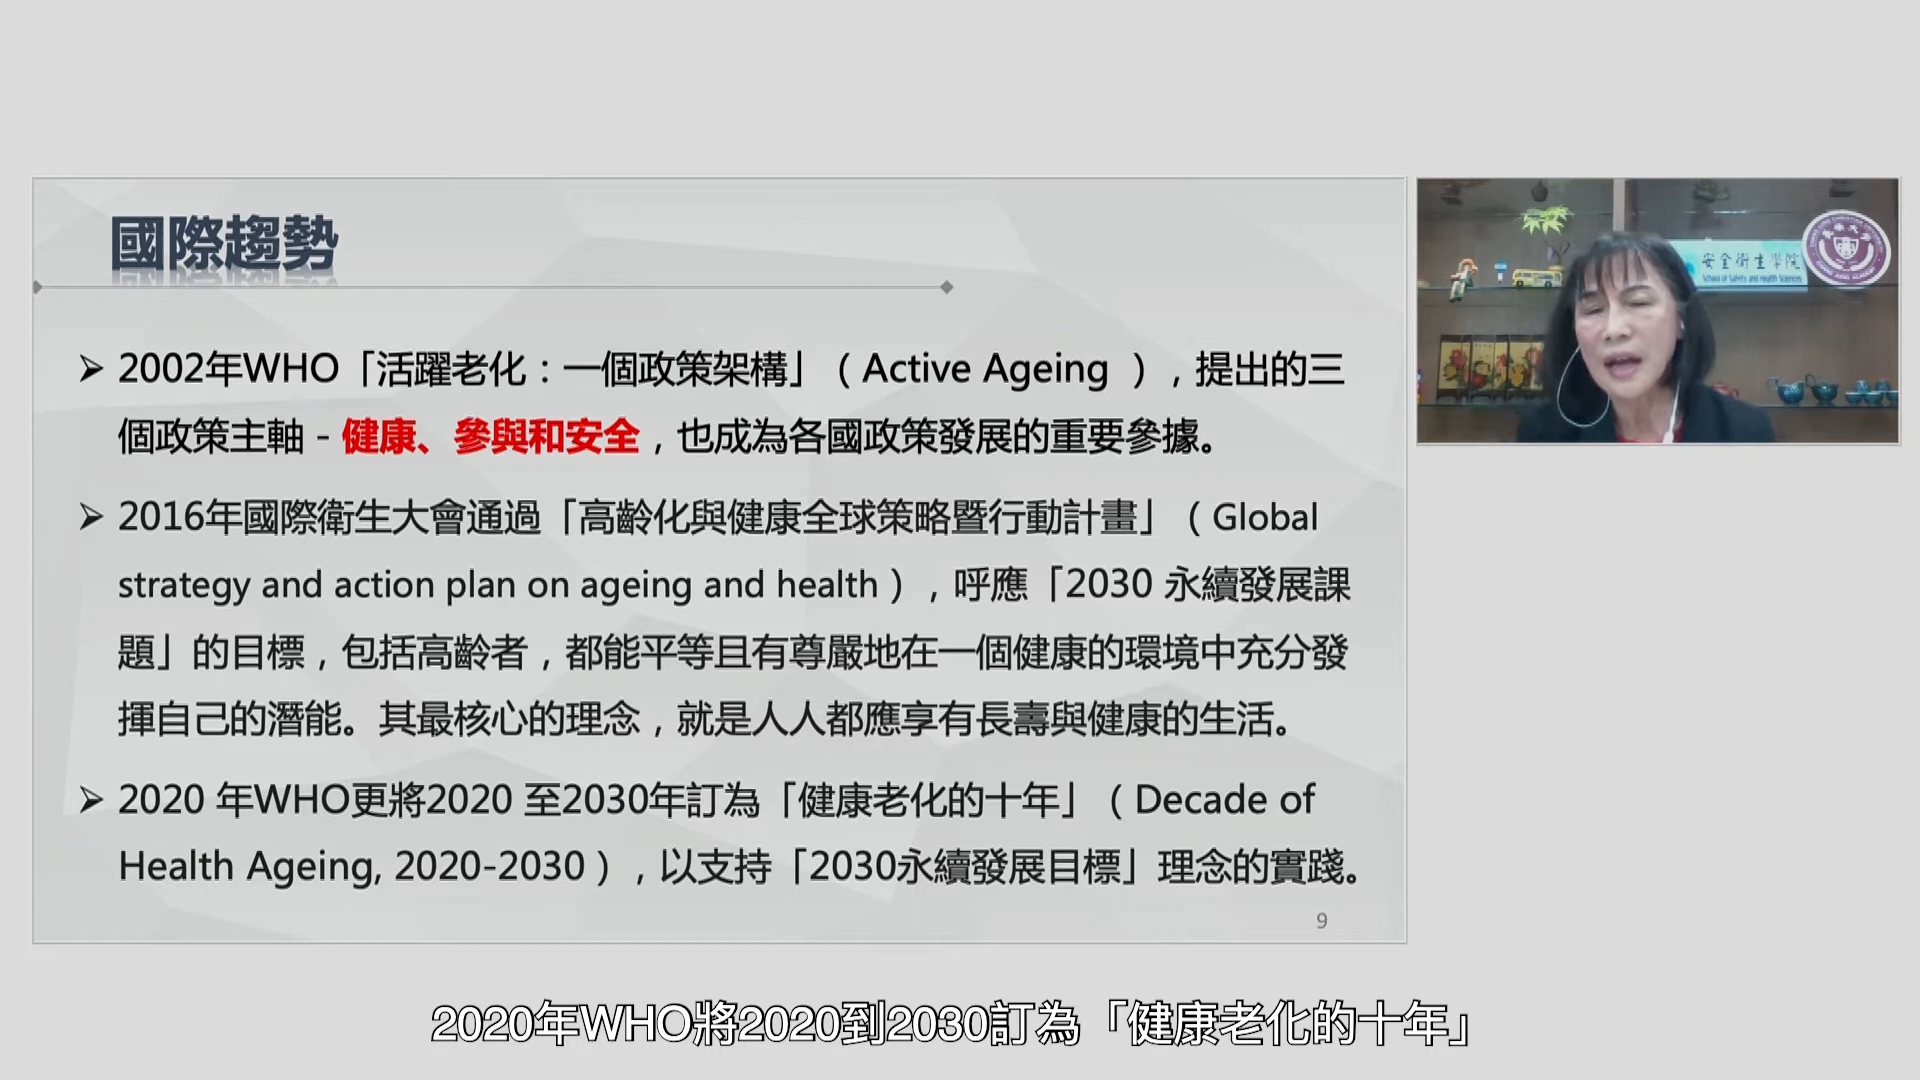 國際趨勢
➢ 2002年WHO「活躍老化：一個政策架構」（Active Ageing ），提出的三
個政策主軸－健康、參與和安全，也成為各國政策發展的重要參據。
➢ 2016年國際衛生大會通過「高齡化與健康全球策略暨行動計畫」（Global
strategy and action plan on ageing and health），呼應「2030 永續發展課
題」的目標，包括高齡者，都能平等且有尊嚴地在一個健康的環境中充分發
揮自己的潛能。其最核心的理念，就是人人都應享有長壽與健康的生活。
➢ 2020 年WHO更將2020 至2030年訂為「健康老化的十年」（Decade of
Health Ageing, 2020-2030），以支持「2030永續發展目標」理念的實踐。
9
安全衛生學院
School of Safety and Health Sciences
2020年WHO將2020到2030訂為「健康老化的十年」